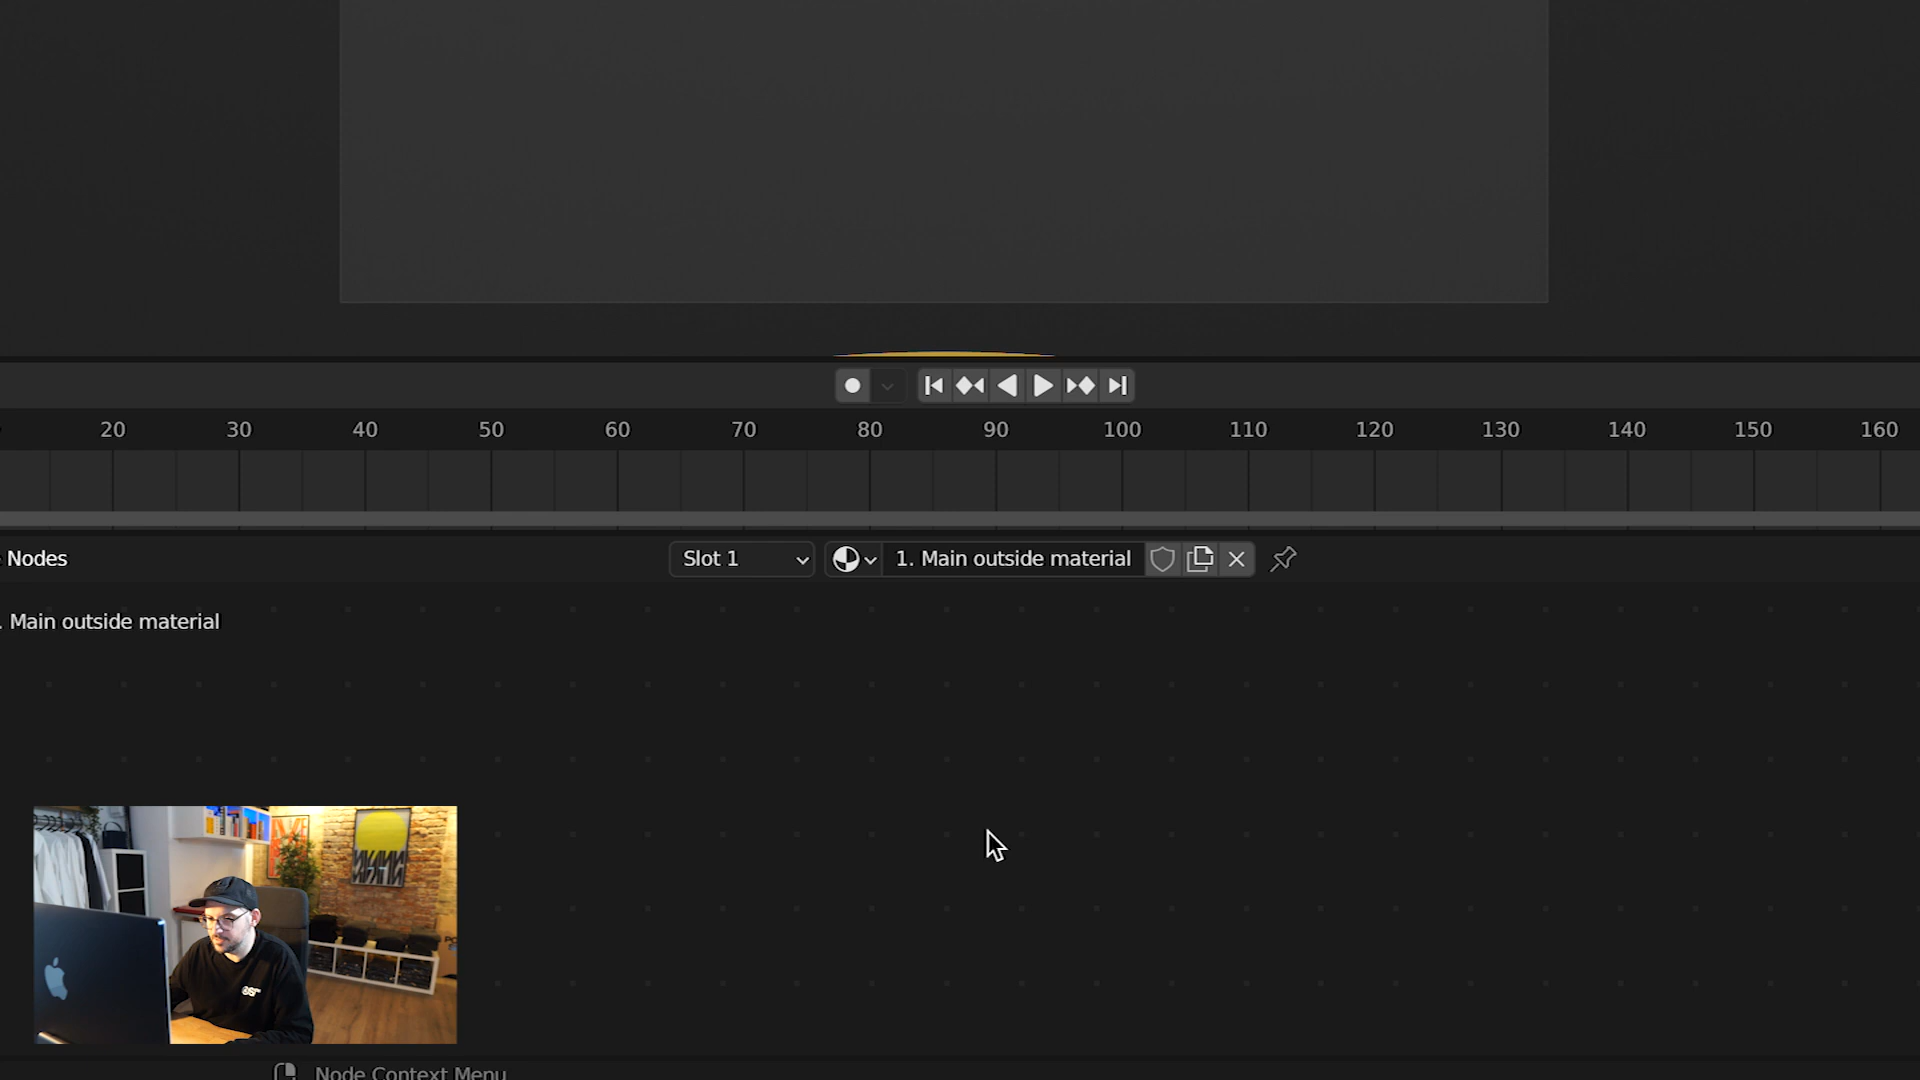 20 30 40 50 60 70 80 90 100 110 120 130 140 150 160
Nodes
Slot 1
1. Main outside material
. Main outside material
Node Context Menu